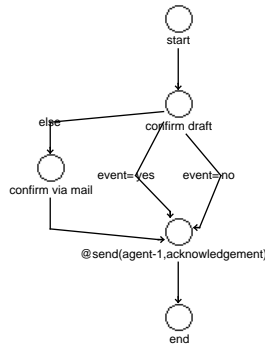 start
else
confirm draft
event=yes
event=no
confirm via mail
@send(agent-1,acknowledgement)
end